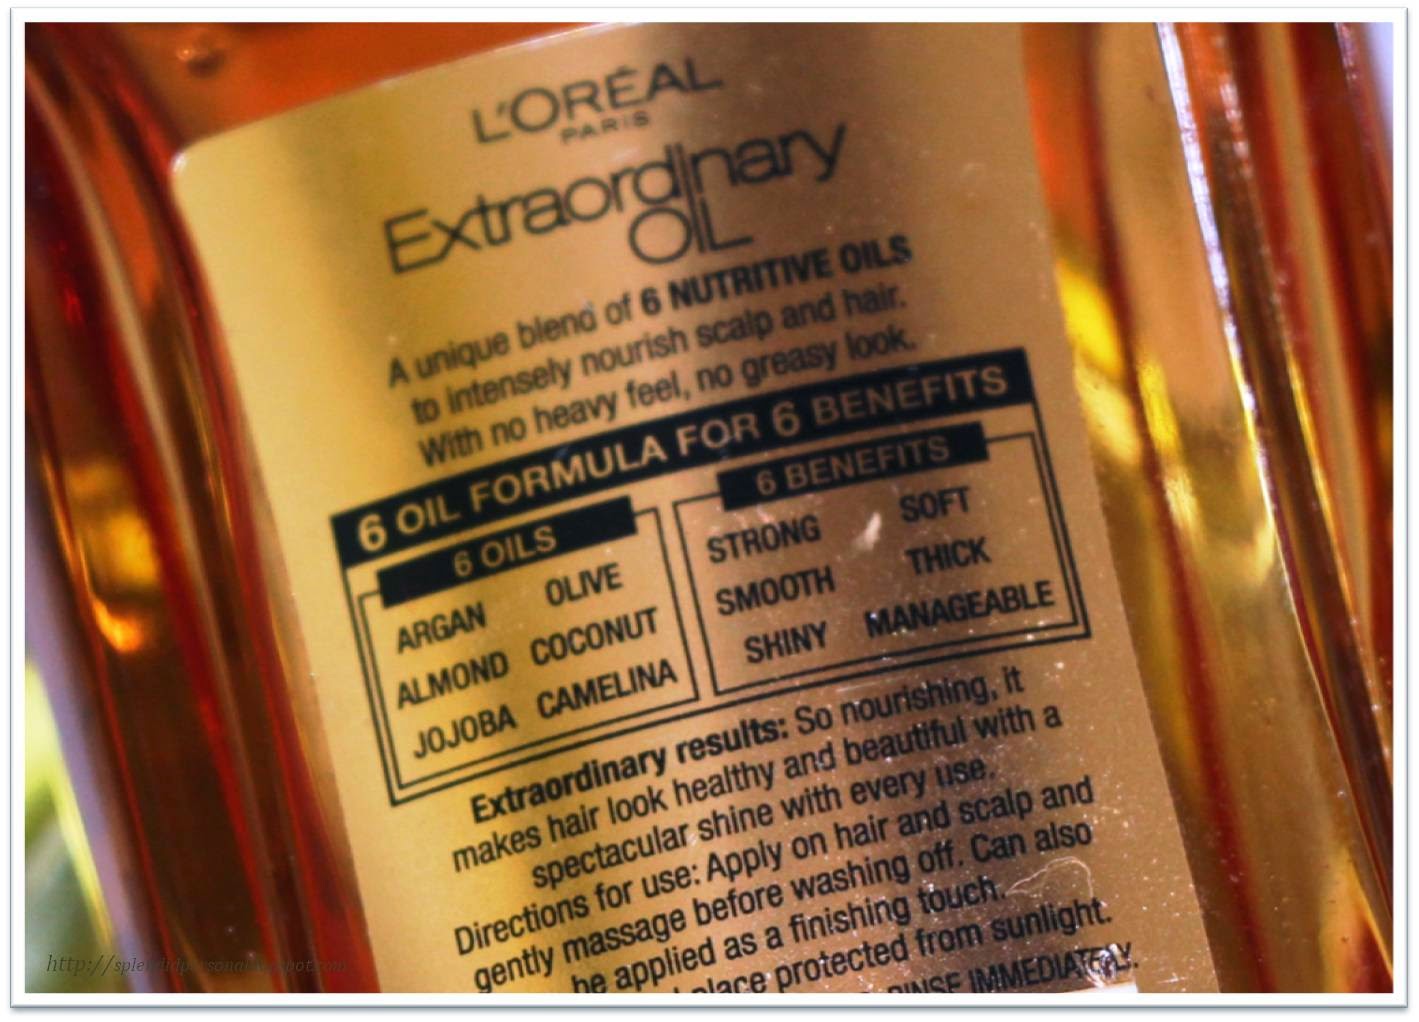 L'ORÉAL
PARIS
Extraordinary
OIL
A unique blend of 6 NUTRITIVE OILS
to intensely nourish scalp and hair.
With no heavy feel, no greasy look.
6 OIL FORMULA FOR 6 BENEFITS
6 OILS
ARGAN OLIVE
ALMOND COCONUT
JOJOBA CAMELINA
6 BENEFITS
STRONG SOFT
SMOOTH THICK
SHINY MANAGEABLE
Extraordinary results: So nourishing, it
makes hair look healthy and beautiful with a
spectacular shine with every use.
Directions for use: Apply on hair and scalp and
gently massage before washing off. Can also
be applied as a finishing touch.
place protected from sunlight.
RINSE IMMEDIATELY.